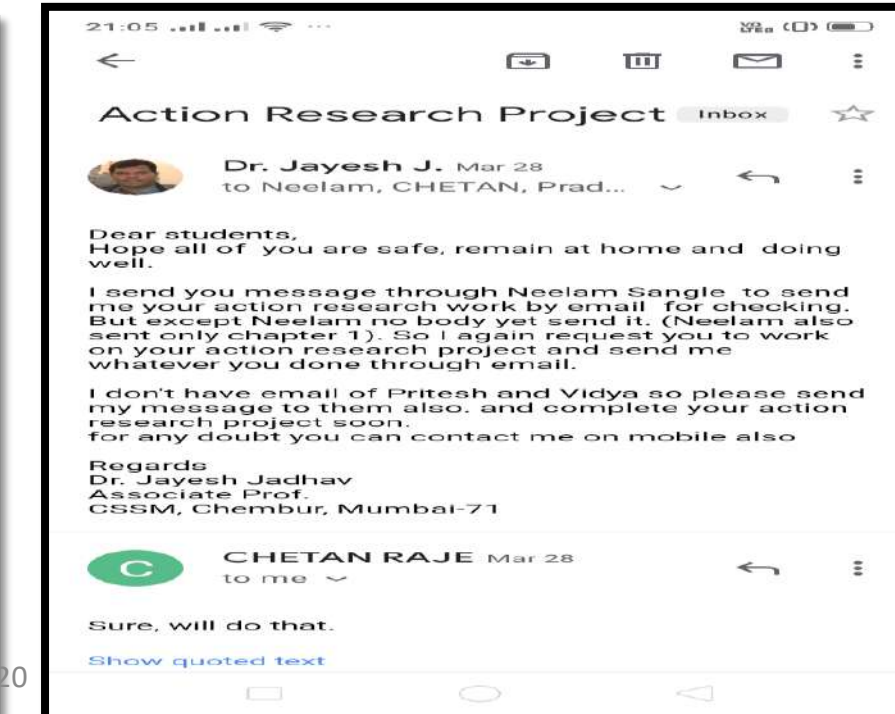 21:05
VO
LTE
Action Research Project Inbox
Dr. Jayesh J. Mar 28
to Neelam, CHETAN, Prad...
Dear students,
Hope all of you are safe, remain at home and doing
well.
I send you message through Neelam Sangle to send
me your action research work by email for checking.
But except Neelam no body yet send it. (Neelam also
sent only chapter 1). So I again request you to work
on your action research project and send me
whatever you done through email.
I don't have email of Pritesh and Vidya so please send
my message to them also. and complete your action
research project soon.
for any doubt you can contact me on mobile also
Regards
Dr. Jayesh Jadhav
Associate Prof.
CSSM, Chembur, Mumbai-71
C
CHETAN RAJE Mar 28
to me
Sure, will do that.
Show quoted text
20